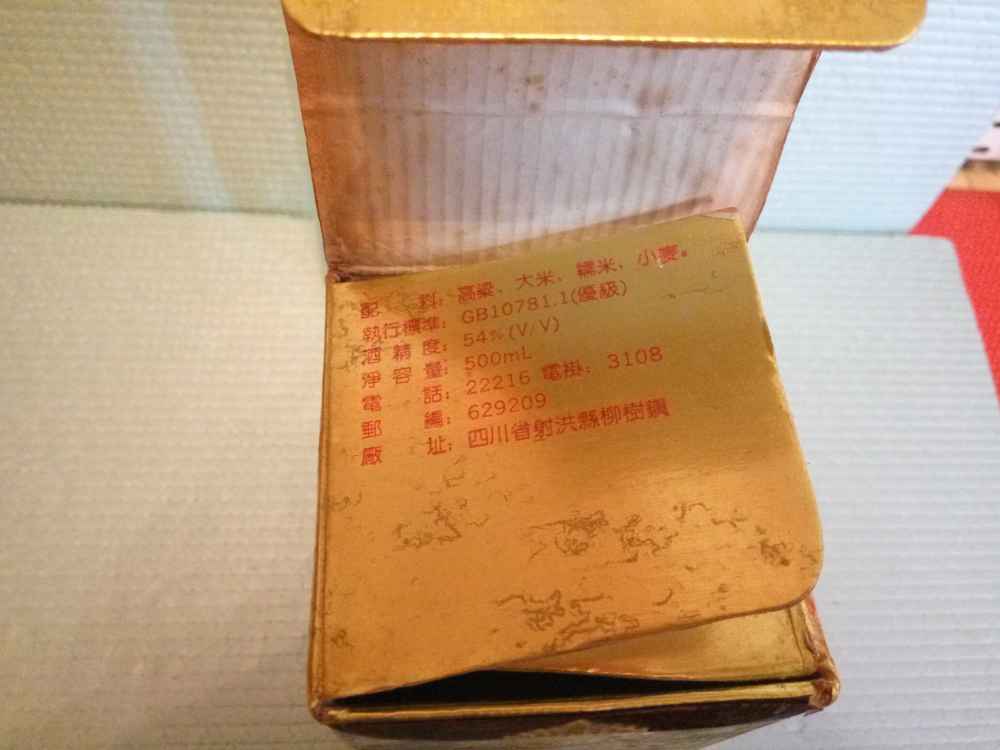 配 料：高粱、大米、糯米、小麥。
執行標準：GB10781.1(優級)
酒精度：54%(V/V)
淨容量：500mL
電 話：22216 電掛：3108
郵 編：629209
廠 址：四川省射洪縣柳樹鎮